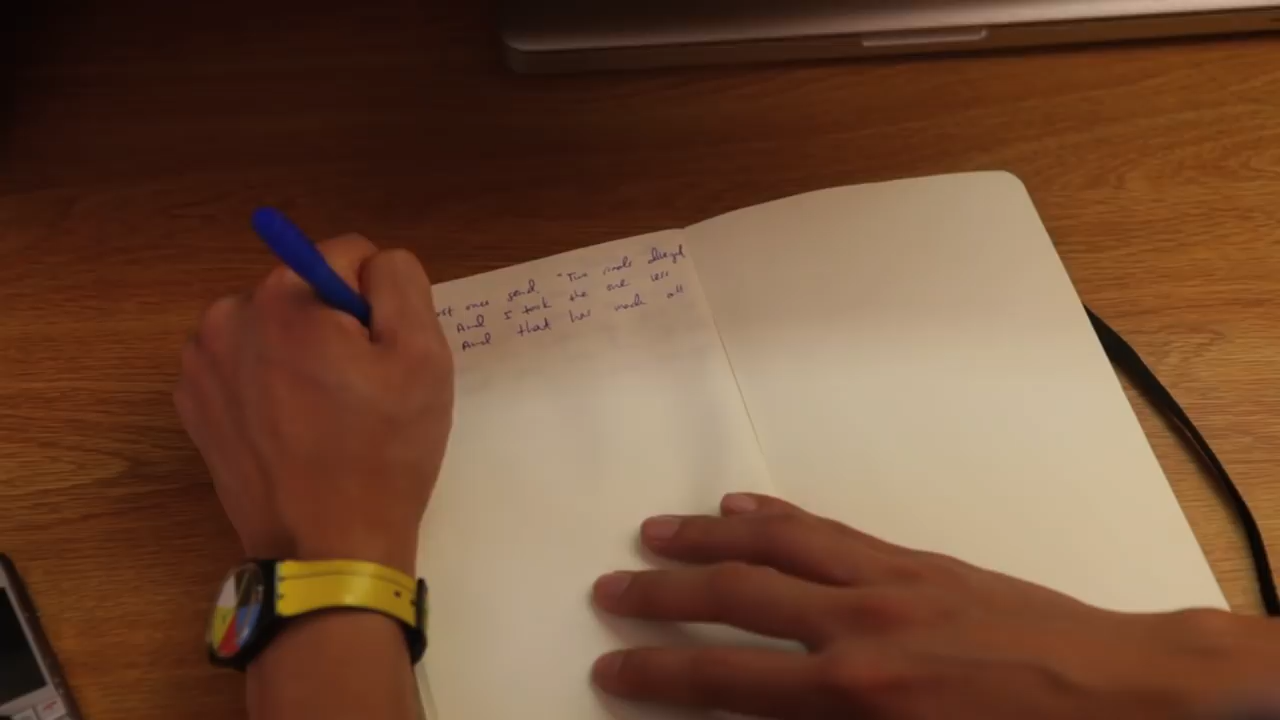 once said. "Two roads diverged
And I took the one less
And that has made all